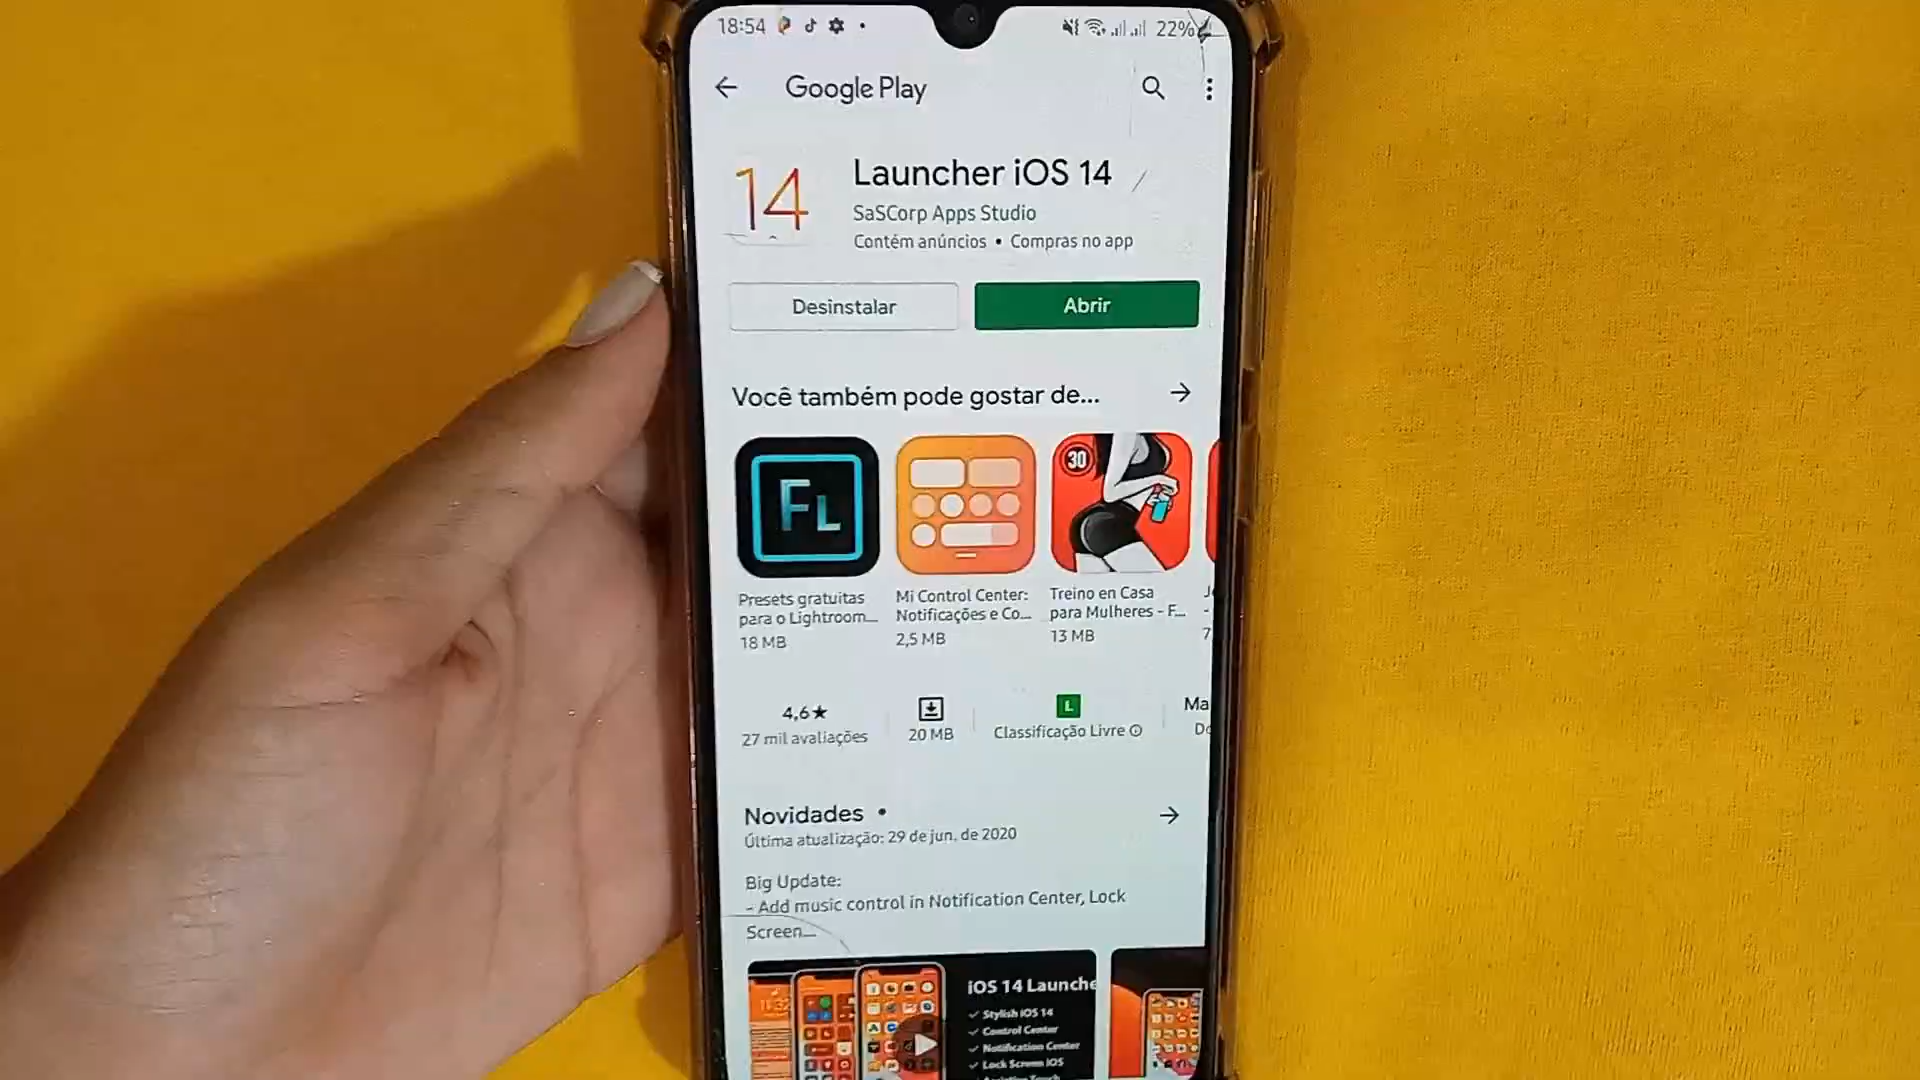 18:54 22%
Google Play
14
Launcher iOS 14
SaSCorp Apps Studio
Contém anúncios • Compras no app
Desinstalar Abrir
Você também pode gostar de...
FL 30
Presets gratuitas
para o Lightroom...
18 MB
Mi Control Center:
Notificações e Co...
2,5 MB
Treino en Casa
para Mulheres - F...
13 MB
4,6★
27 mil avaliações
20 MB
L
Classificação Livre
Novidades •
Última atualização: 29 de jun. de 2020
Big Update:
- Add music control in Notification Center, Lock
Screen...
iOS 14 Launche
Stylish iOS 14
Control Center
Notification Center
Lock Screen iOS